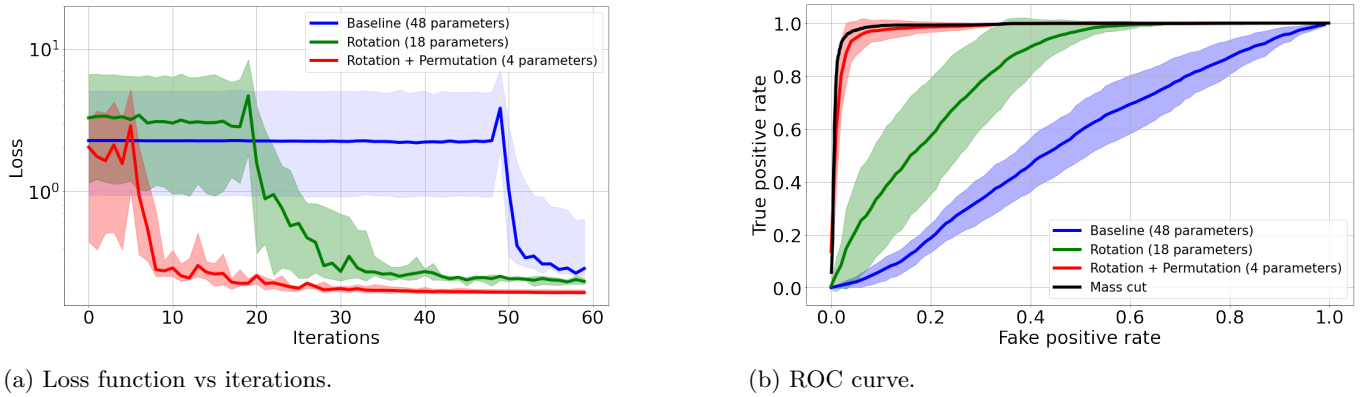 Baseline (48 parameters)
Rotation (18 parameters)
Rotation + Permutation (4 parameters)
10¹
10⁰
Loss
0 10 20 30 40 50 60
Iterations
(a) Loss function vs iterations.
1.0
0.8
0.6
0.4
0.2
0.0
True positive rate
Baseline (48 parameters)
Rotation (18 parameters)
Rotation + Permutation (4 parameters)
Mass cut
0.0 0.2 0.4 0.6 0.8 1.0
Fake positive rate
(b) ROC curve.